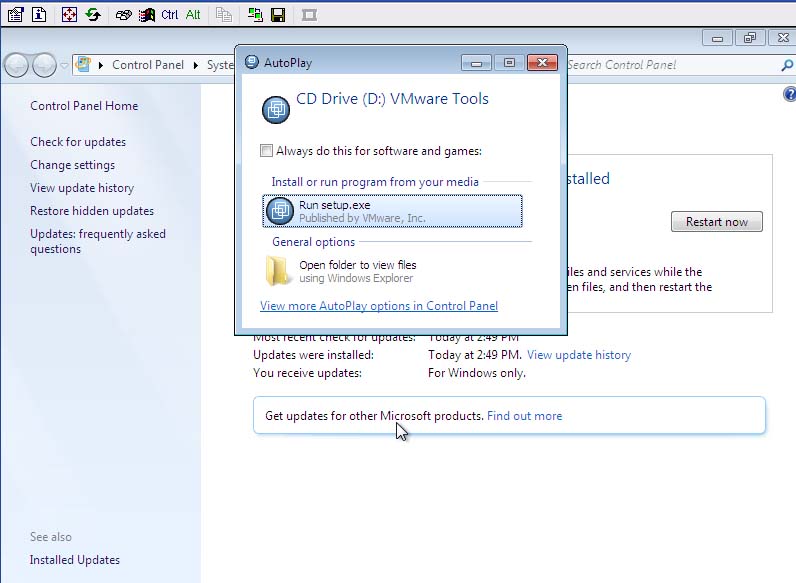 Ctrl Alt
Control Panel
Syste
Search Control Panel
Control Panel Home
Check for updates
Change settings
View update history
Restore hidden updates
Updates: frequently asked
questions
See also
Installed Updates
AutoPlay
CD Drive (D:) VMware Tools
Always do this for software and games:
Install or run program from your media
Run setup.exe
Published by VMware, Inc.
General options
Open folder to view files
using Windows Explorer
View more AutoPlay options in Control Panel
stalled
Restart now
iles and services while the
en files, and then restart the
Most recent check for updates: Today at 2:49 PM
Updates were installed: Today at 2:49 PM. View update history
You receive updates: For Windows only.
Get updates for other Microsoft products. Find out more